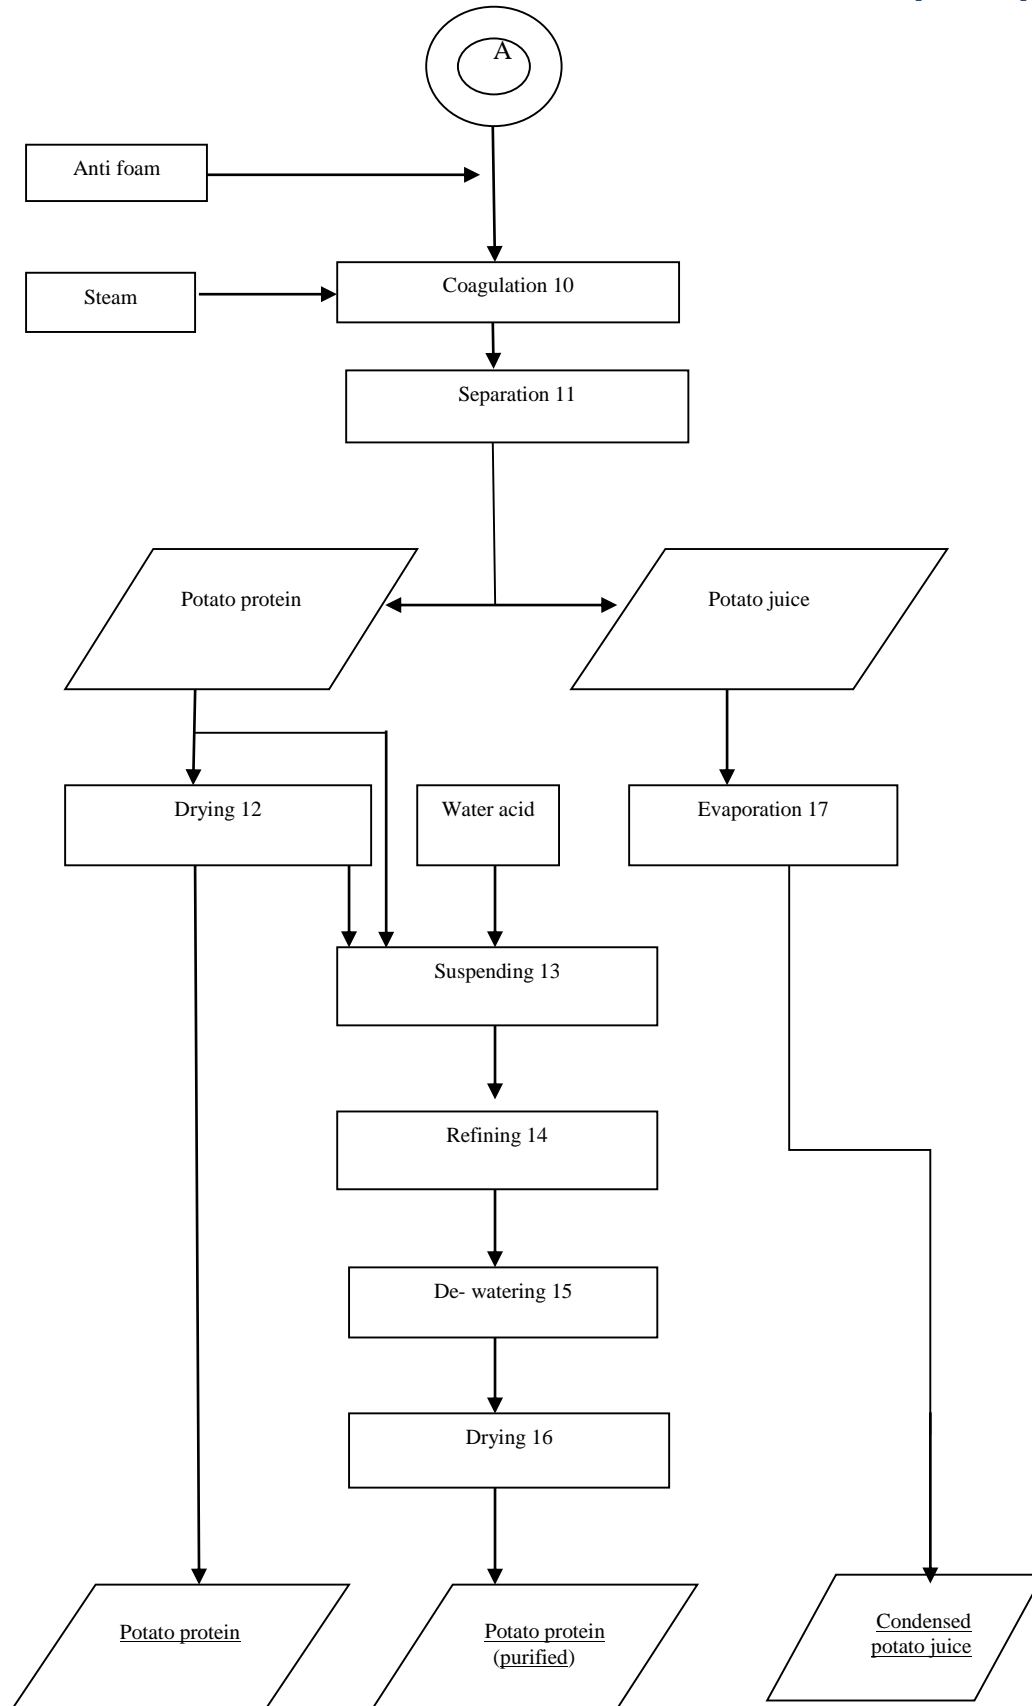 A
Anti foam
Coagulation 10
Steam
Separation 11
Potato protein
Potato juice
Drying 12
Water acid
Evaporation 17
Suspending 13
Refining 14
De- watering 15
Drying 16
Potato protein
Potato protein
(purified)
Condensed
potato juice